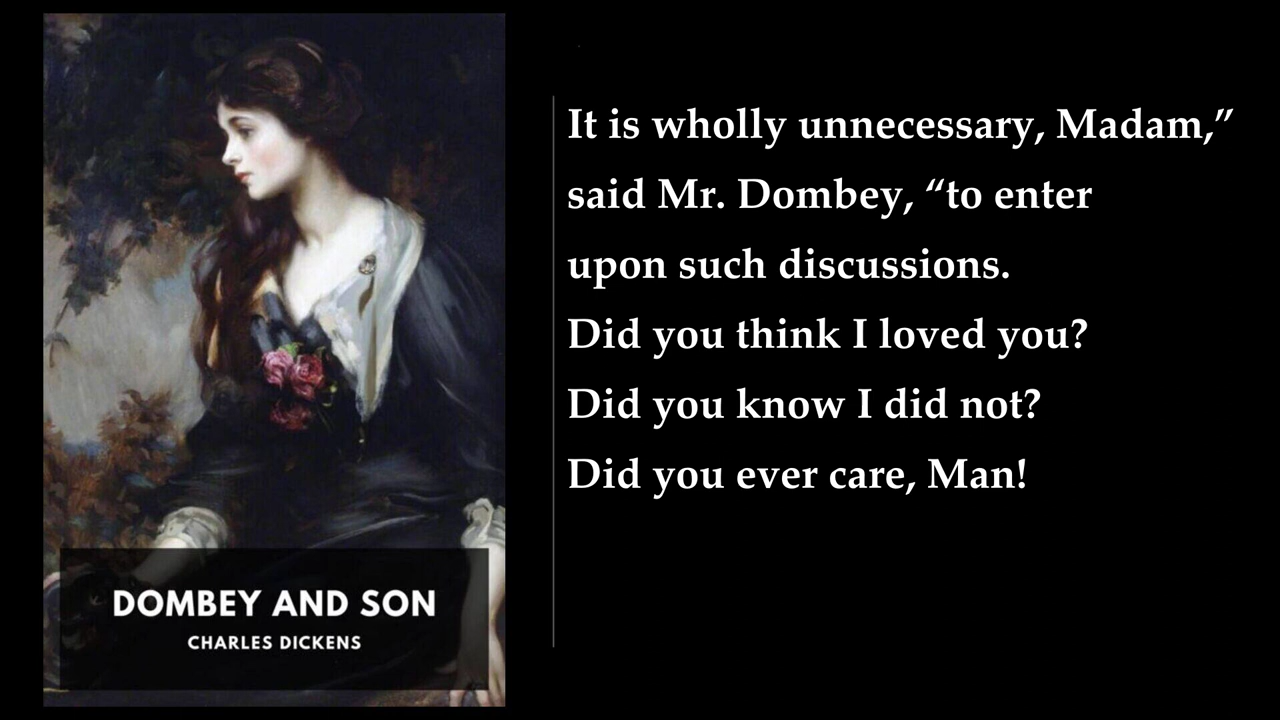 DOMBEY AND SON
CHARLES DICKENS
It is wholly unnecessary, Madam,”
said Mr. Dombey, “to enter
upon such discussions.
Did you think I loved you?
Did you know I did not?
Did you ever care, Man!